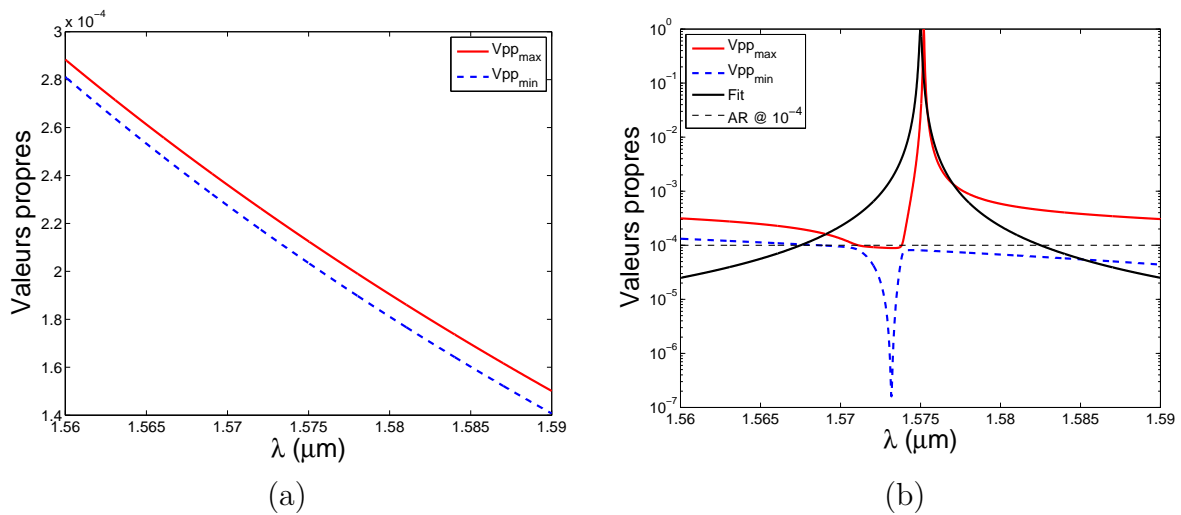 x 10⁻⁴
3
2.8
2.6
2.4
2.2
2
1.8
1.6
1.4
1.56 1.565 1.57 1.575 1.58 1.585 1.59
λ (μm)
Valeurs propres
Vpp_max
Vpp_min
(a)
10⁰
10⁻¹
10⁻²
10⁻³
10⁻⁴
10⁻⁵
10⁻⁶
10⁻⁷
1.56 1.565 1.57 1.575 1.58 1.585 1.59
λ (μm)
Valeurs propres
Vpp_max
Vpp_min
Fit
AR @ 10⁻⁴
(b)